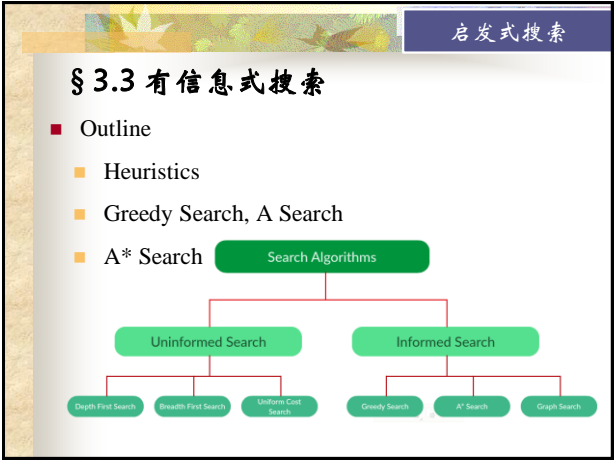 启发式搜索
§3.3 有信息式搜索
Outline
Heuristics
Greedy Search, A Search
A* Search
Search Algorithms
Uninformed Search
Informed Search
Depth First Search
Breadth First Search
Uniform Cost
Search
Greedy Search
A* Search
Graph Search